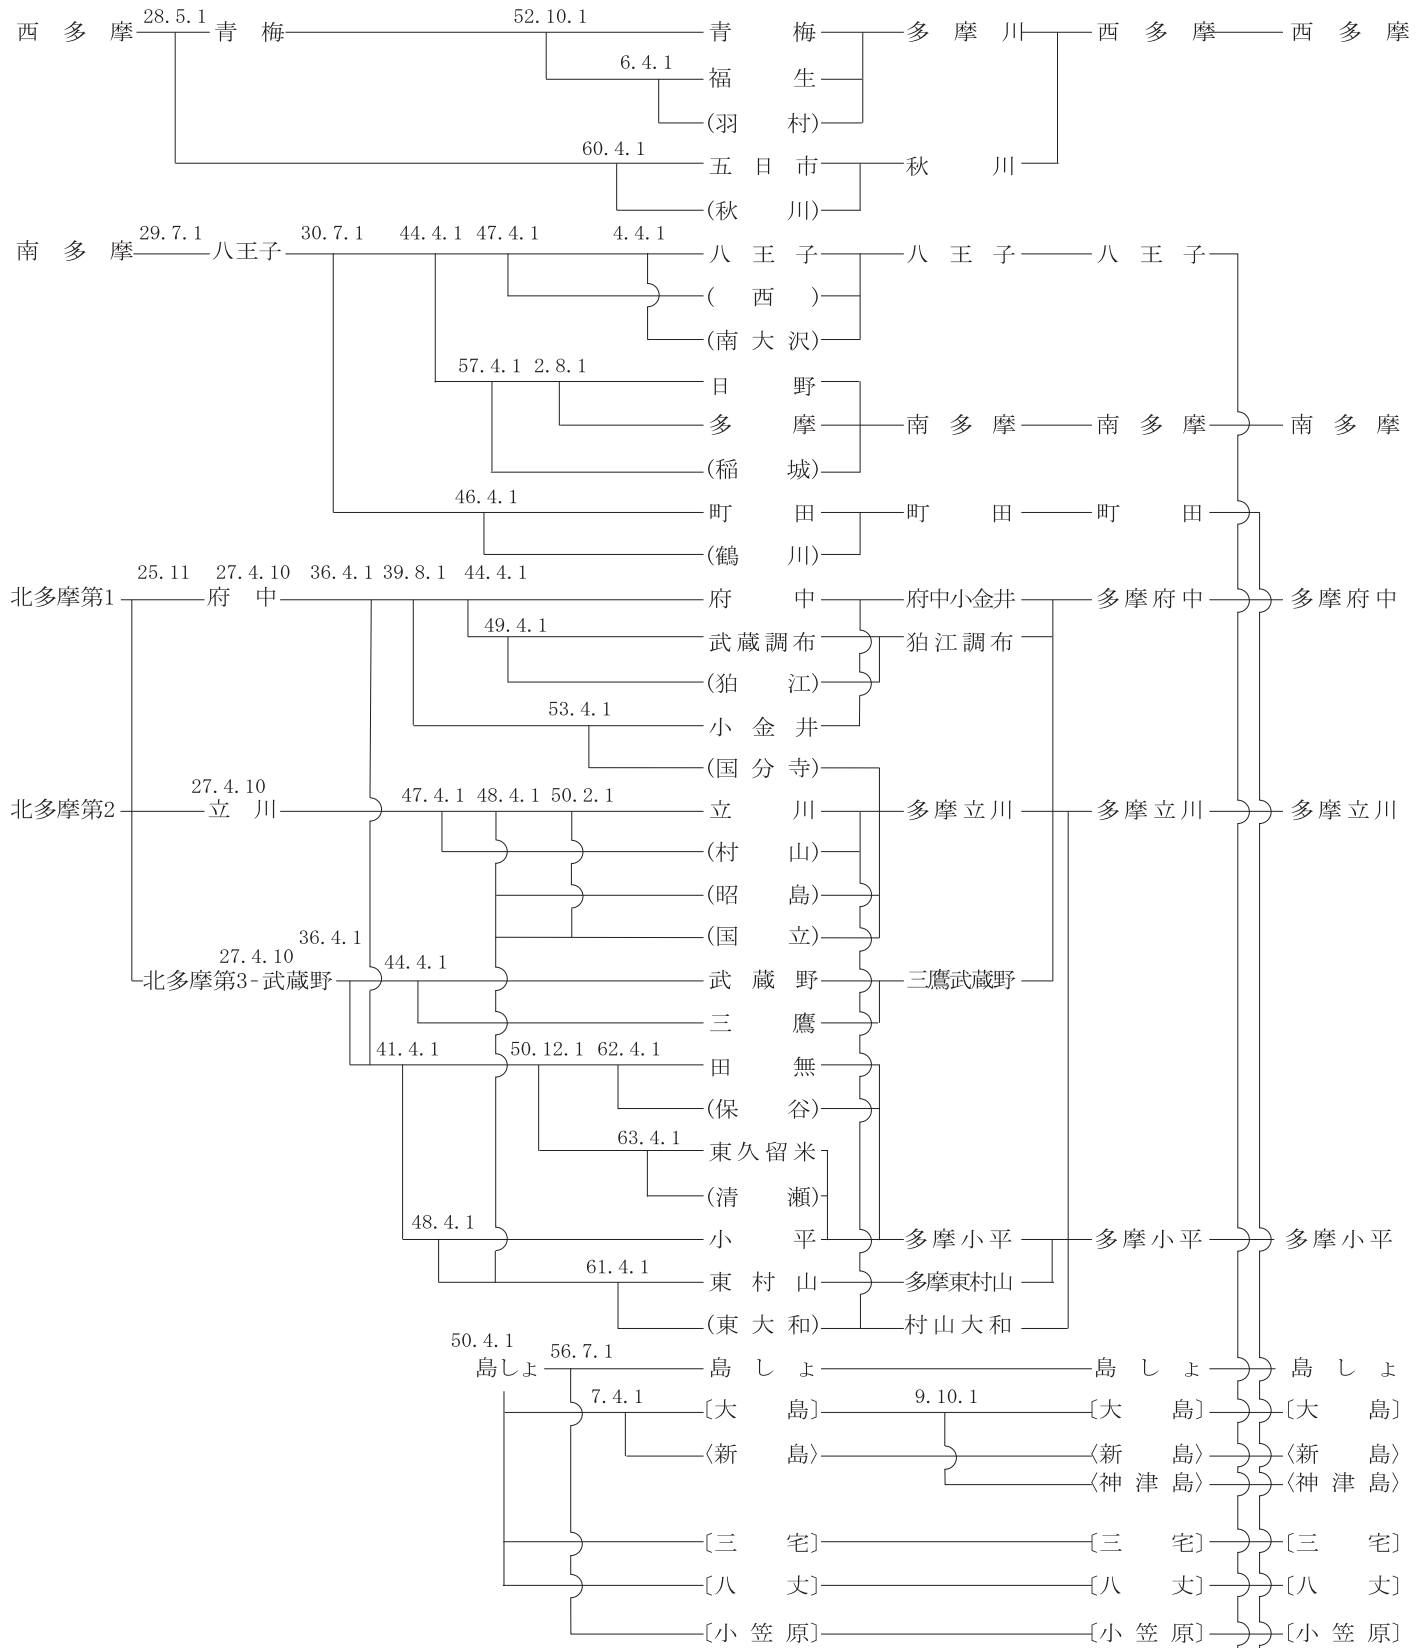 28.5.1 52.10.1
西多摩 青梅 青梅 多摩川 西多摩 西多摩
6.4.1
福生
(羽村)
60.4.1
五日市 秋川
(秋川)
29.7.1 30.7.1 44.4.1 47.4.1 4.4.1
南多摩 八王子 八王子 八王子 八王子
(西)
(南大沢)
57.4.1 2.8.1
日野
多摩 南多摩 南多摩 南多摩
(稲城)
46.4.1
町田 町田 町田
(鶴川)
25.11 27.4.10 36.4.1 39.8.1 44.4.1
北多摩第1 府中 府中 府中小金井 多摩府中 多摩府中
49.4.1
武蔵調布 狛江調布
(狛江)
53.4.1
小金井
(国分寺)
27.4.10 47.4.1 48.4.1 50.2.1
北多摩第2 立川 立川 多摩立川 多摩立川 多摩立川
(村山)
(昭島)
(国立)
36.4.1
27.4.10 44.4.1
北多摩第3-武蔵野 武蔵野 三鷹武蔵野
三鷹
41.4.1 50.12.1 62.4.1
田無
(保谷)
63.4.1
東久留米
(清瀬)
48.4.1
小平 多摩小平 多摩小平 多摩小平
61.4.1
東村山 多摩東村山
(東大和) 村山大和
50.4.1 56.7.1
島しょ 島しょ 島しょ 島しょ
7.4.1 9.10.1
〔大島〕 〔大島〕 〔大島〕
〈新島〉 〈新島〉 〈新島〉
〈神津島〉 〈神津島〉
〔三宅〕 〔三宅〕 〔三宅〕
〔八丈〕 〔八丈〕 〔八丈〕
〔小笠原〕 〔小笠原〕 〔小笠原〕